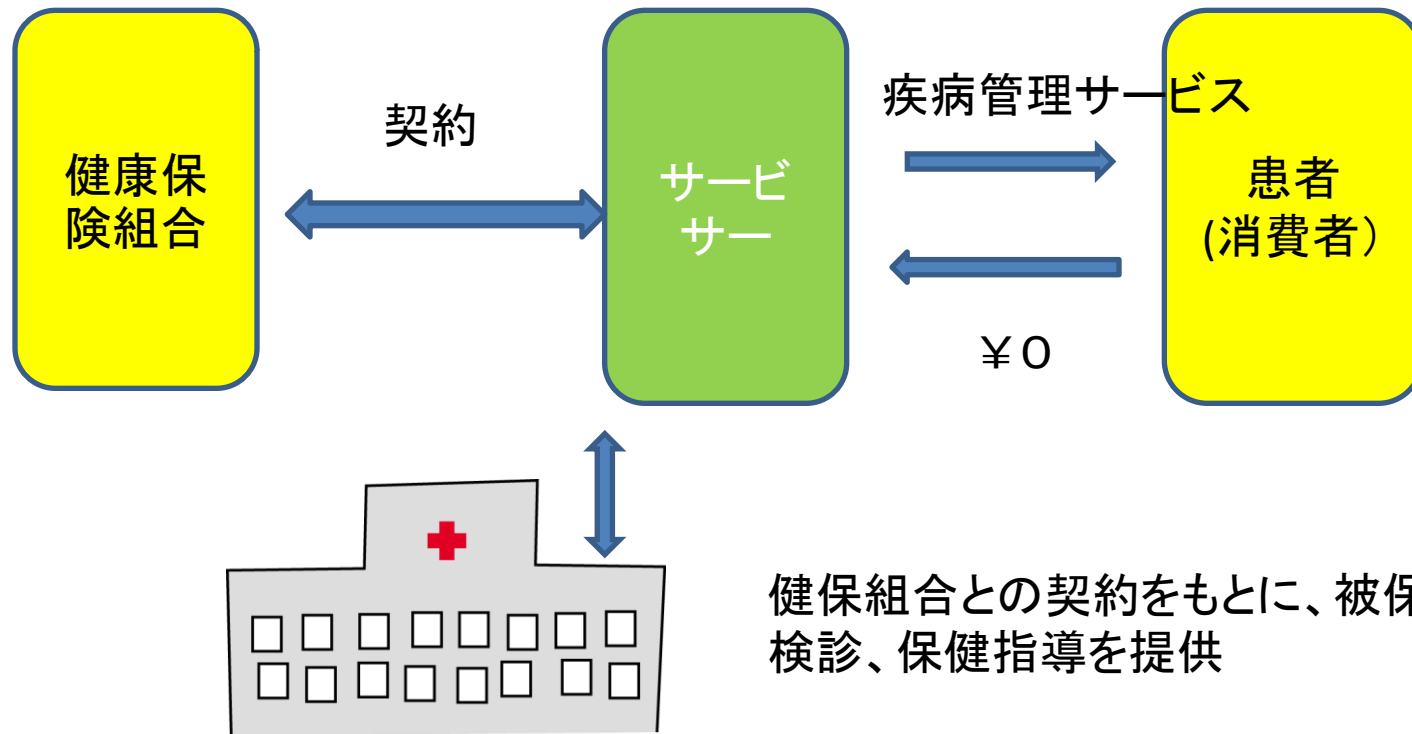 契約
健康保
険組合
サービ
サー
疾病管理サービス
患者
(消費者）
￥０
健保組合との契約をもとに、被保
検診、保健指導を提供